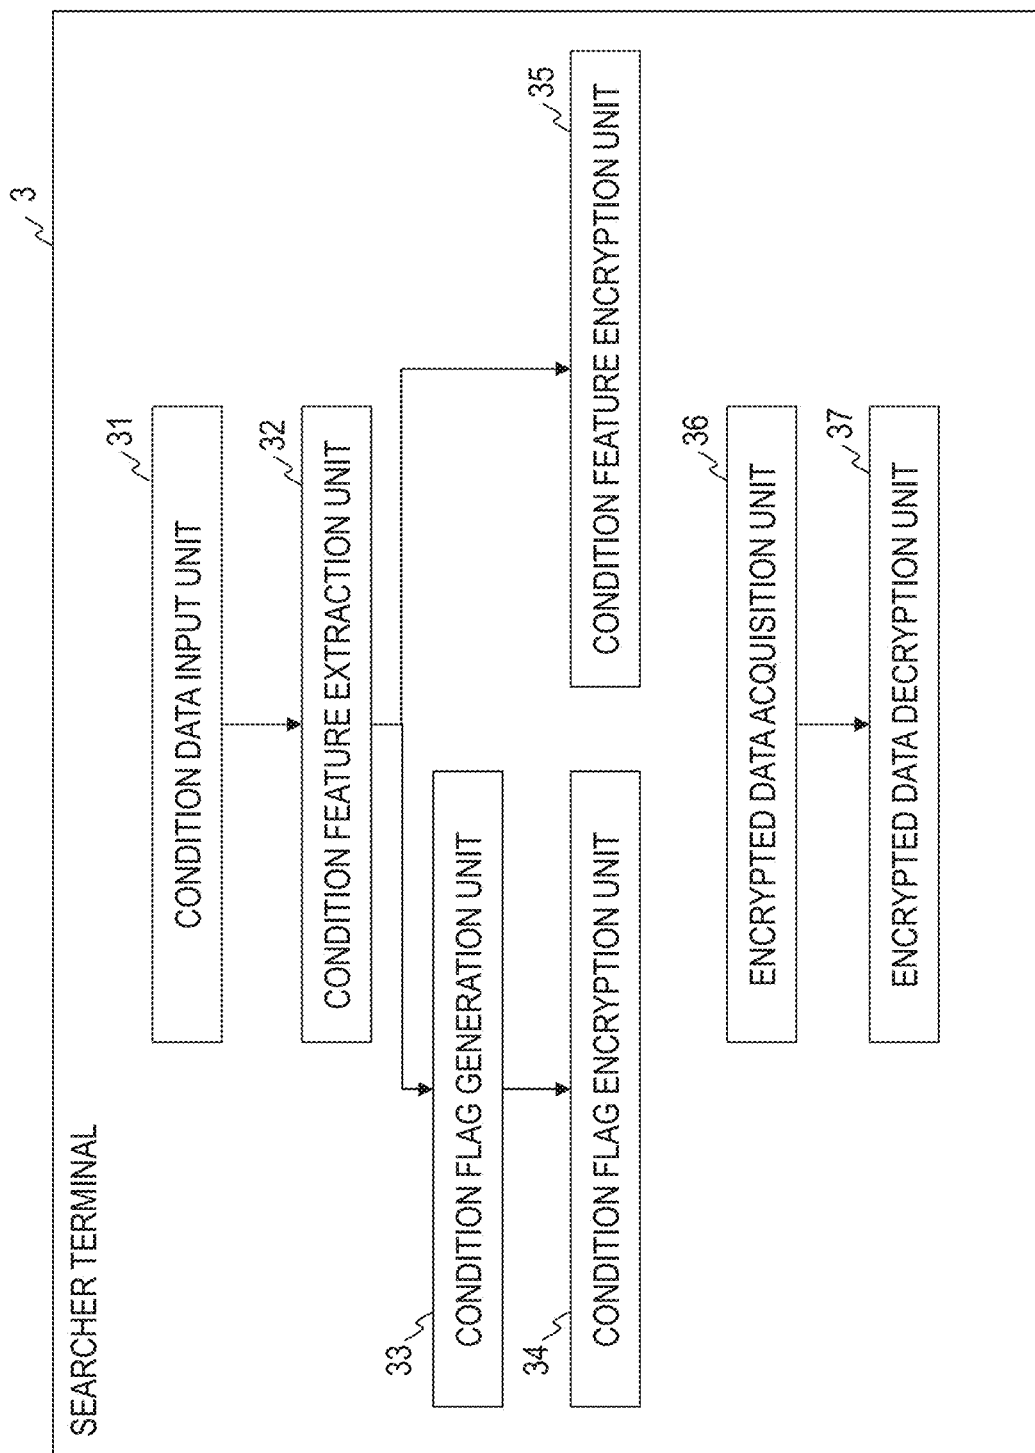 3
SEARCHER TERMINAL
31
CONDITION DATA INPUT UNIT
32
CONDITION FEATURE EXTRACTION UNIT
33
CONDITION FLAG GENERATION UNIT
34
CONDITION FLAG ENCRYPTION UNIT
35
CONDITION FEATURE ENCRYPTION UNIT
36
ENCRYPTED DATA ACQUISITION UNIT
37
ENCRYPTED DATA DECRYPTION UNIT